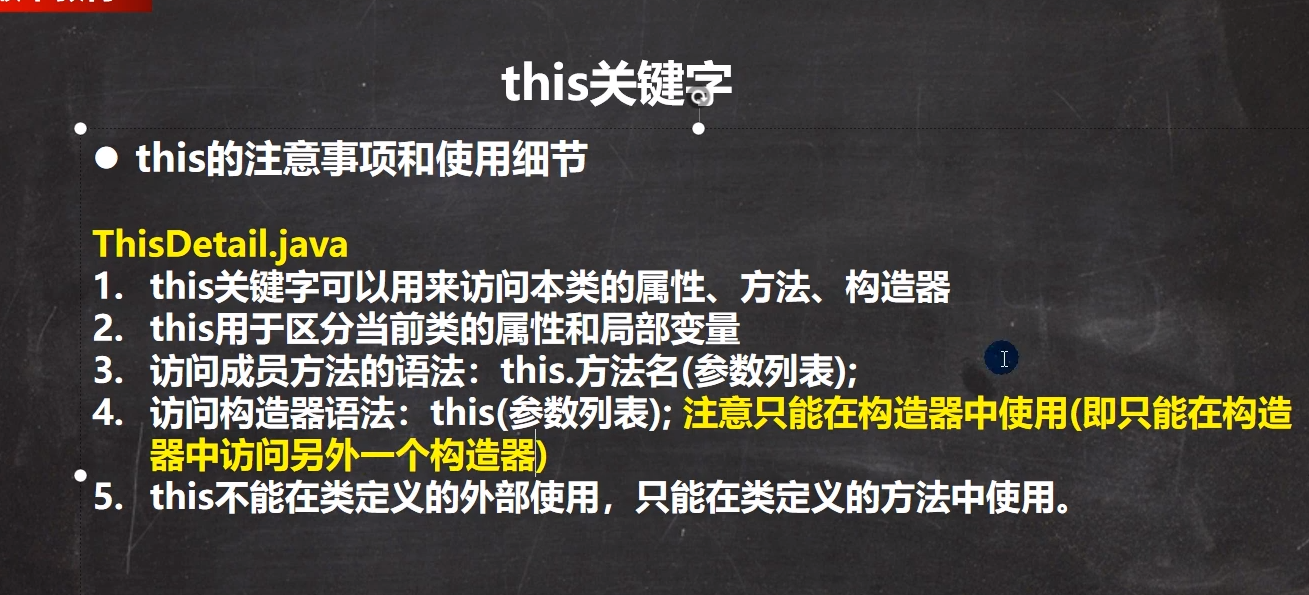 this关键字
this的注意事项和使用细节
ThisDetail.java
1. this关键字可以用来访问本类的属性、方法、构造器
2. this用于区分当前类的属性和局部变量
3. 访问成员方法的语法：this.方法名(参数列表);
4. 访问构造器语法：this(参数列表); 注意只能在构造器中使用(即只能在构造
器中访问另外一个构造器)
5. this不能在类定义的外部使用，只能在类定义的方法中使用。